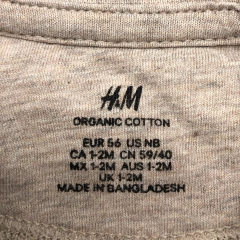 H&M
ORGANIC COTTON
EUR 56 US NB
CA 1-2M CN 59/40
MX 1-2M AUS 1-2M
UK 1-2M
MADE IN BANGLADESH